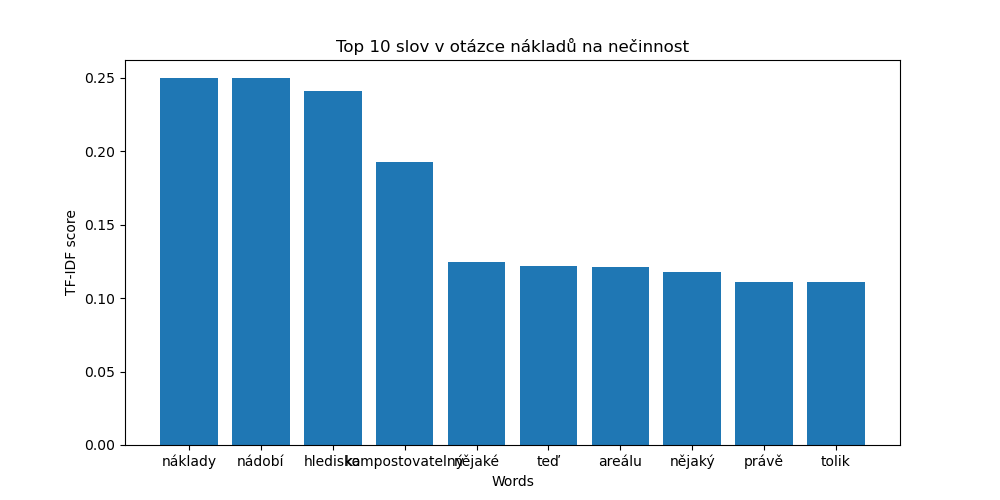 Top 10 slov v otázce nákladů na nečinnost
TF-IDF score
0.25
0.20
0.15
0.10
0.05
0.00
náklady nádobí hlediska kompostovatelný nějaké teď areálu nějaký právě tolik
Words